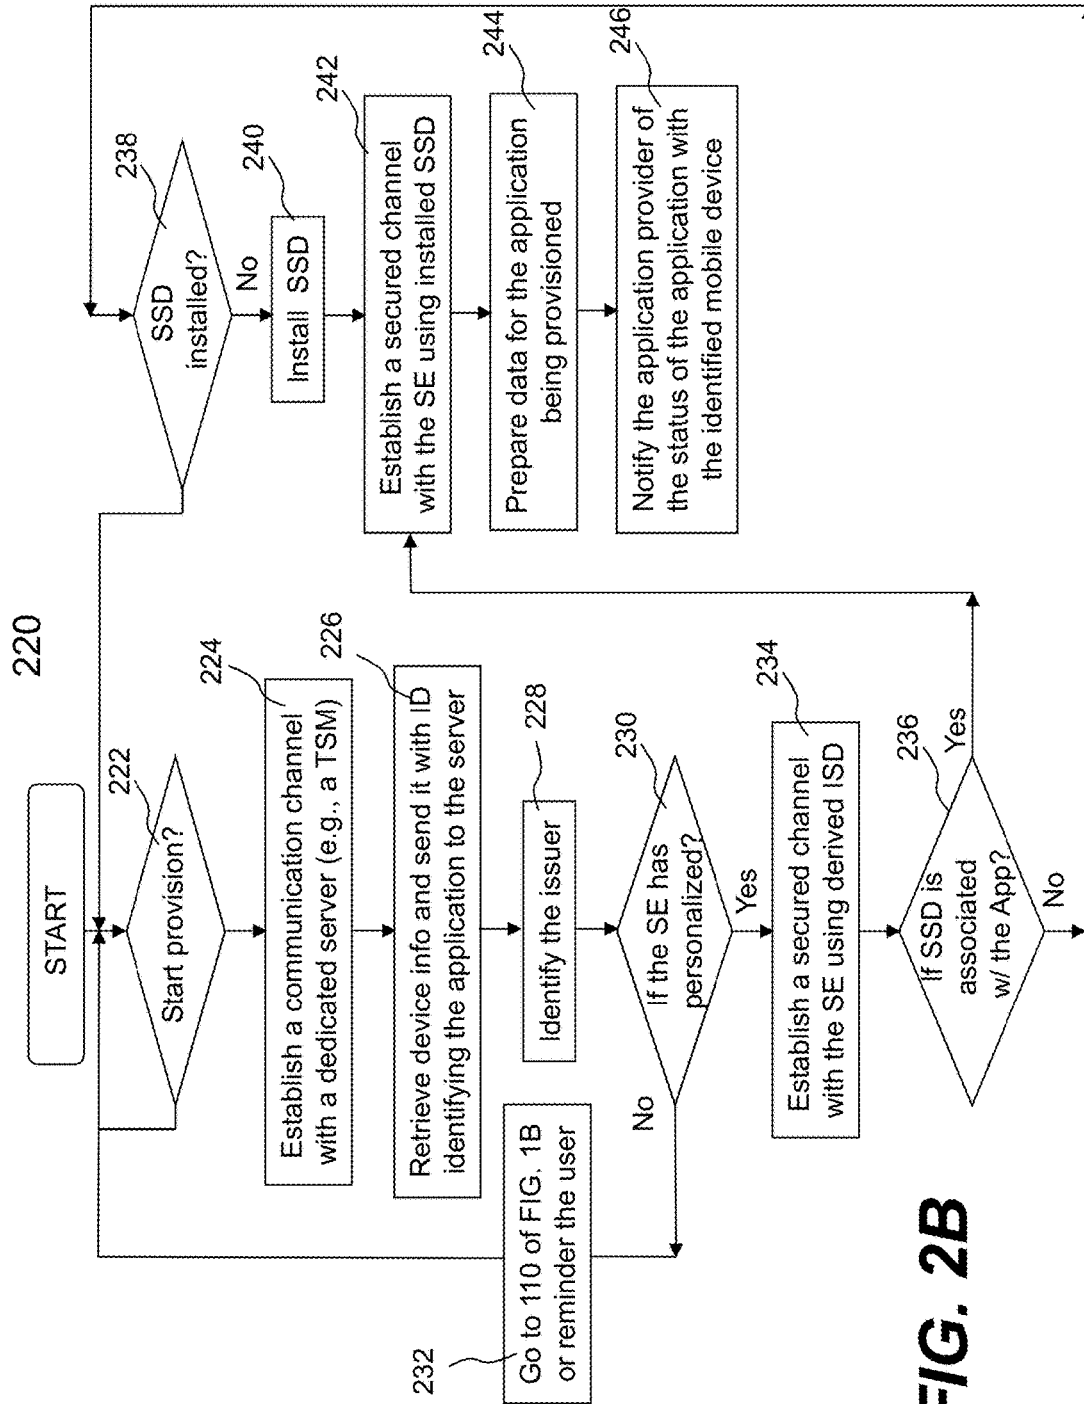 220
START
222
Start provision?
224
Establish a communication channel
with a dedicated server (e.g., a TSM)
226
Retrieve device info and send it with ID
identifying the application to the server
228
Identify the issuer
230
If the SE has
personalized?
No
Yes
232
Go to 110 of FIG. 1B
or reminder the user
234
Establish a secured channel
with the SE using derived ISD
236
If SSD is
associated
w/ the App?
Yes
No
238
SSD
installed?
No
240
Install SSD
242
Establish a secured channel
with the SE using installed SSD
244
Prepare data for the application
being provisioned
246
Notify the application provider of
the status of the application with
the identified mobile device
FIG. 2B